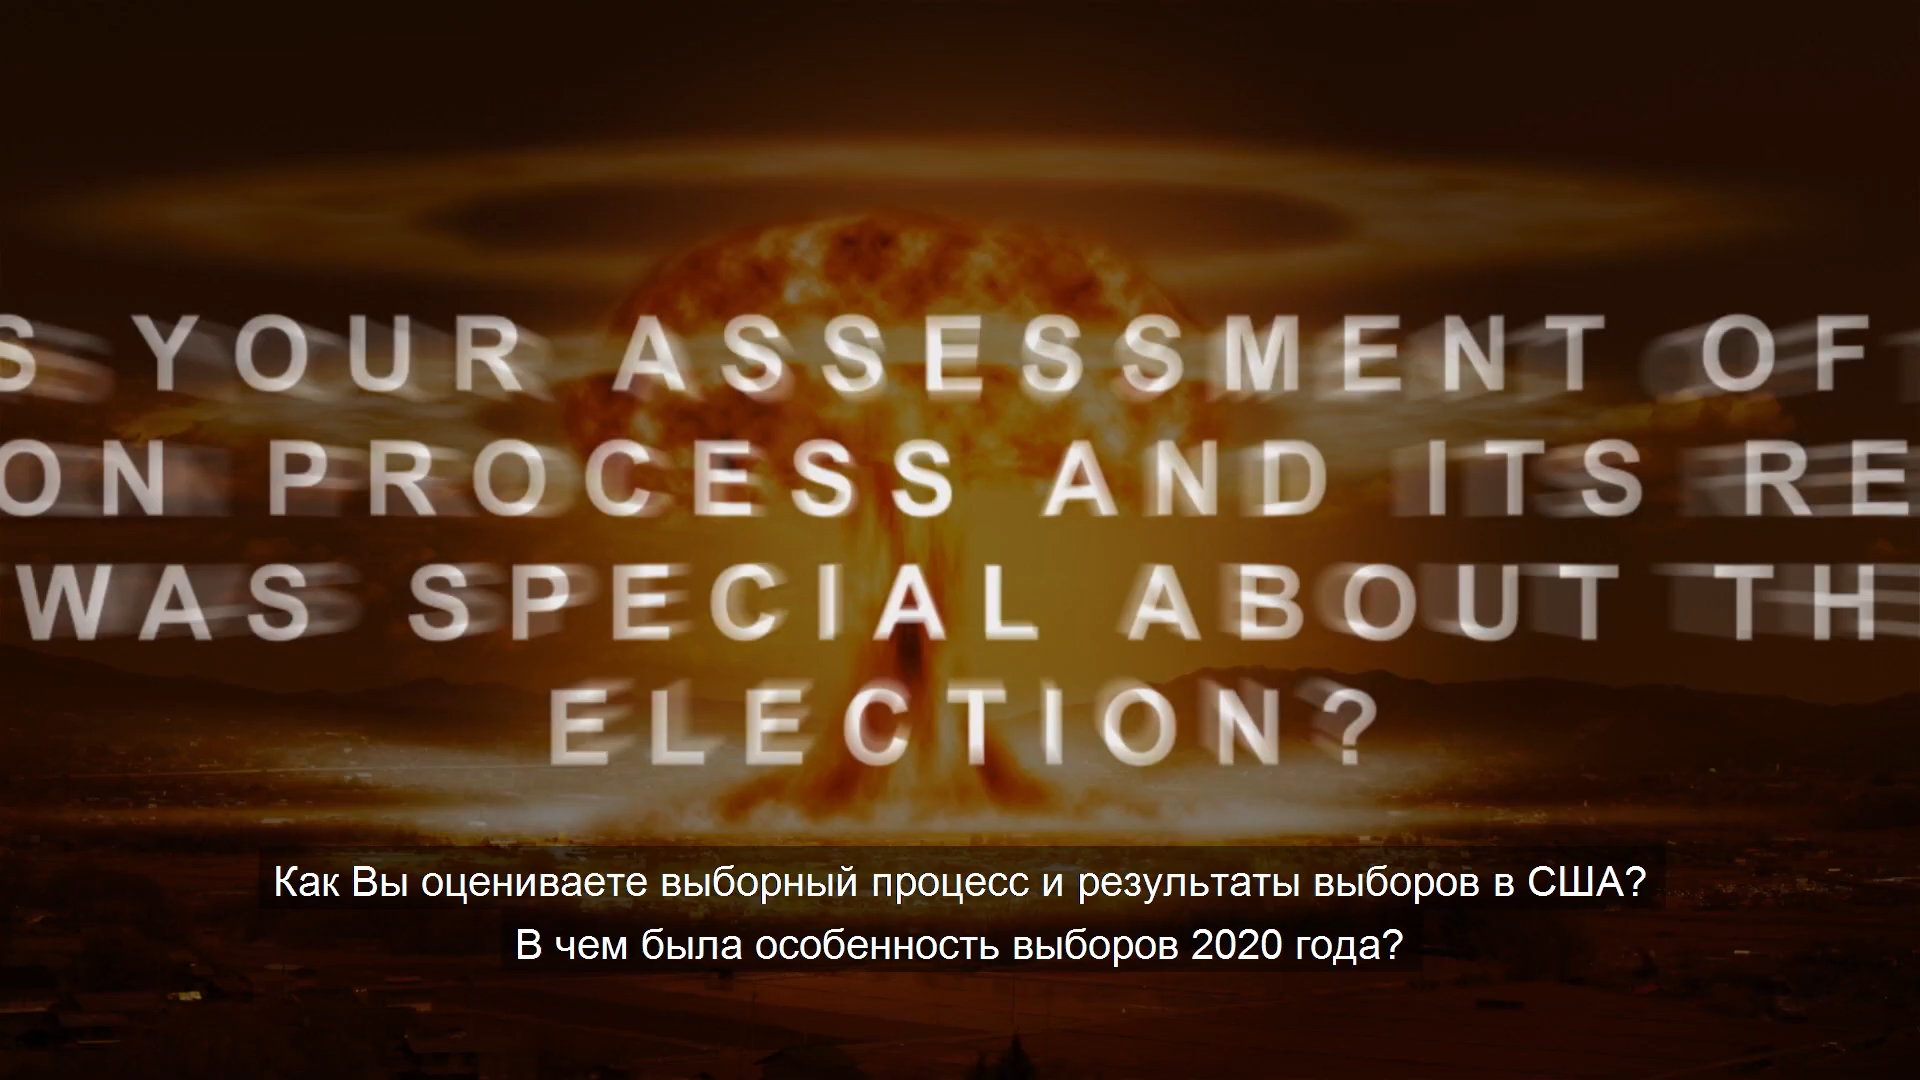 YOUR ASSESSMENT OF
ON PROCESS AND ITS RE
WAS SPECIAL ABOUT TH
ELECTION?
Как Вы оцениваете выборный процесс и результаты выборов в США?
В чем была особенность выборов 2020 года?